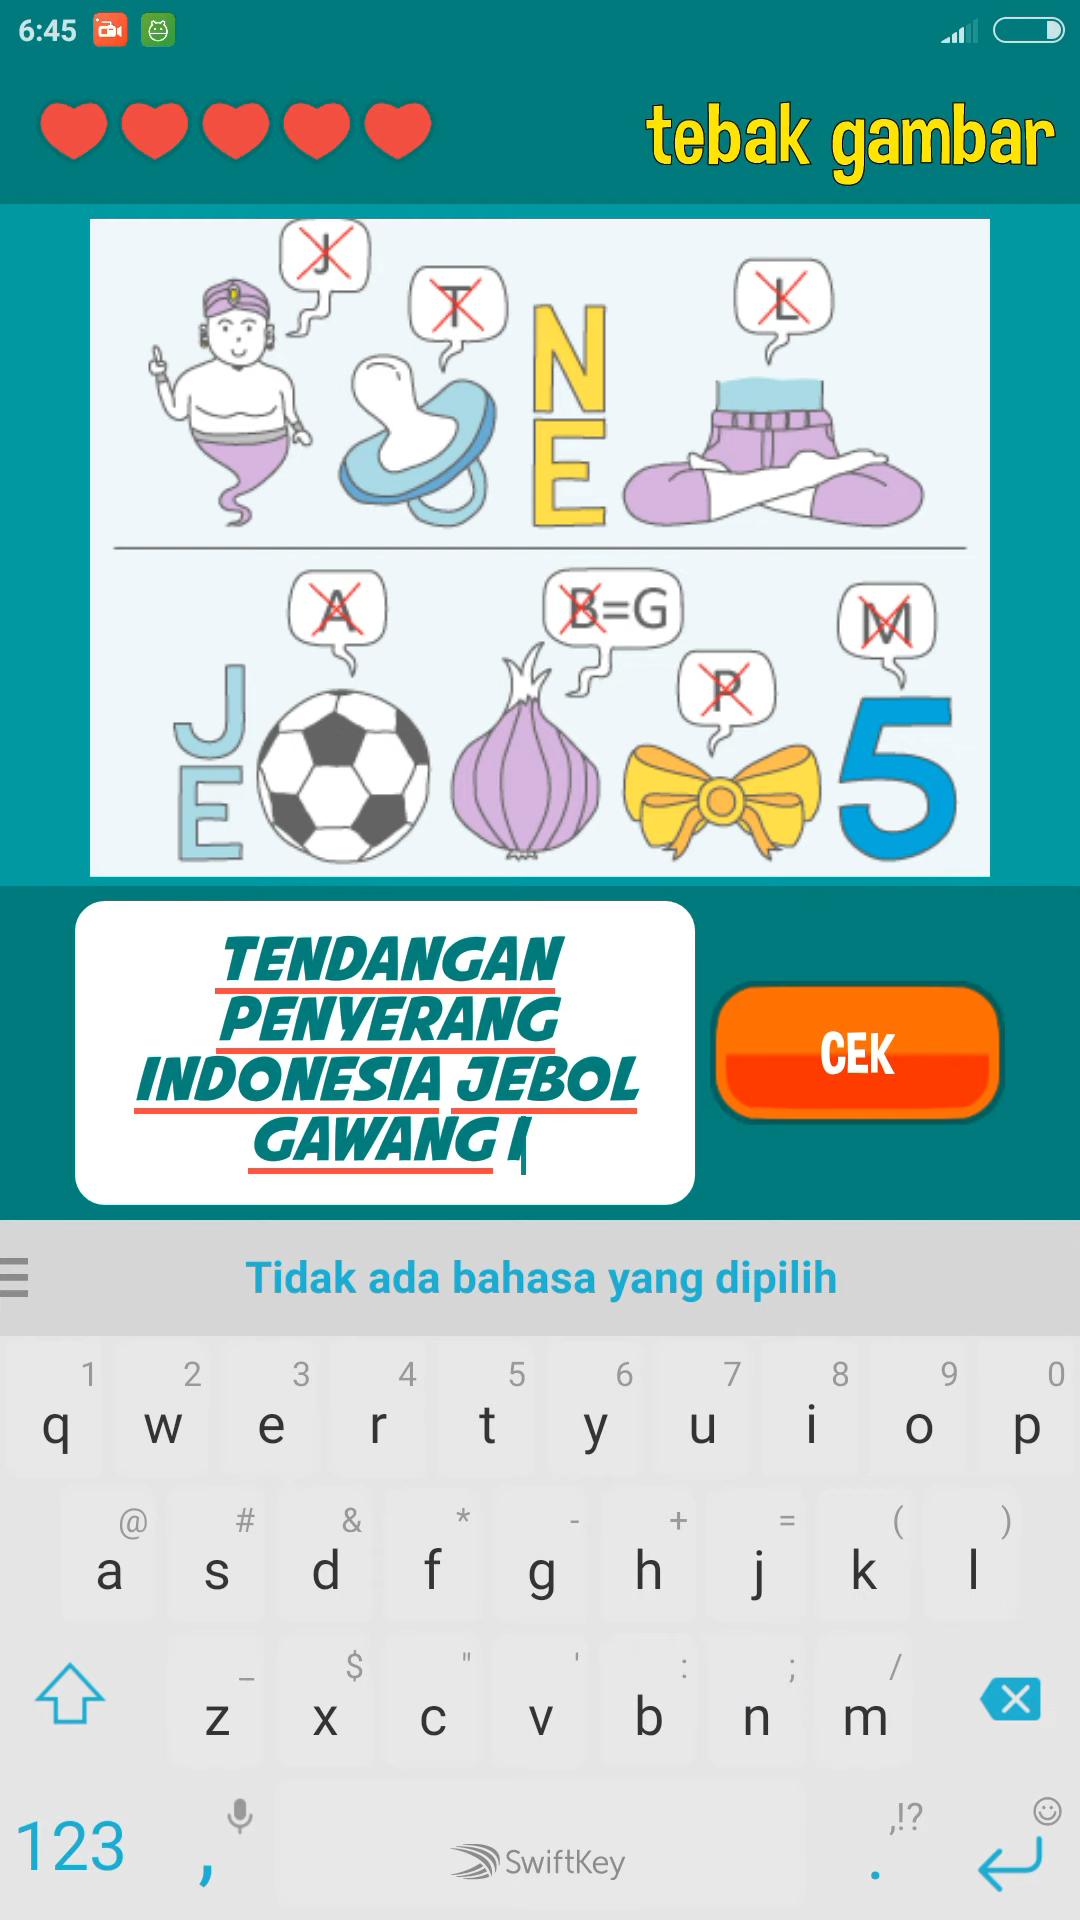 6:45
tebak gambar
J
T
L
N
E
A
B=G
P
M
J
E
5
TENDANGAN
PENYERANG
INDONESIA JEBOL
GAWANG I
CEK
Tidak ada bahasa yang dipilih
1 2 3 4 5 6 7 8 9 0
q w e r t y u i o p
@ # & * - + = ( )
a s d f g h j k l
_ $ " ' : ; /
z x c v b n m
,!?
123 , SwiftKey .